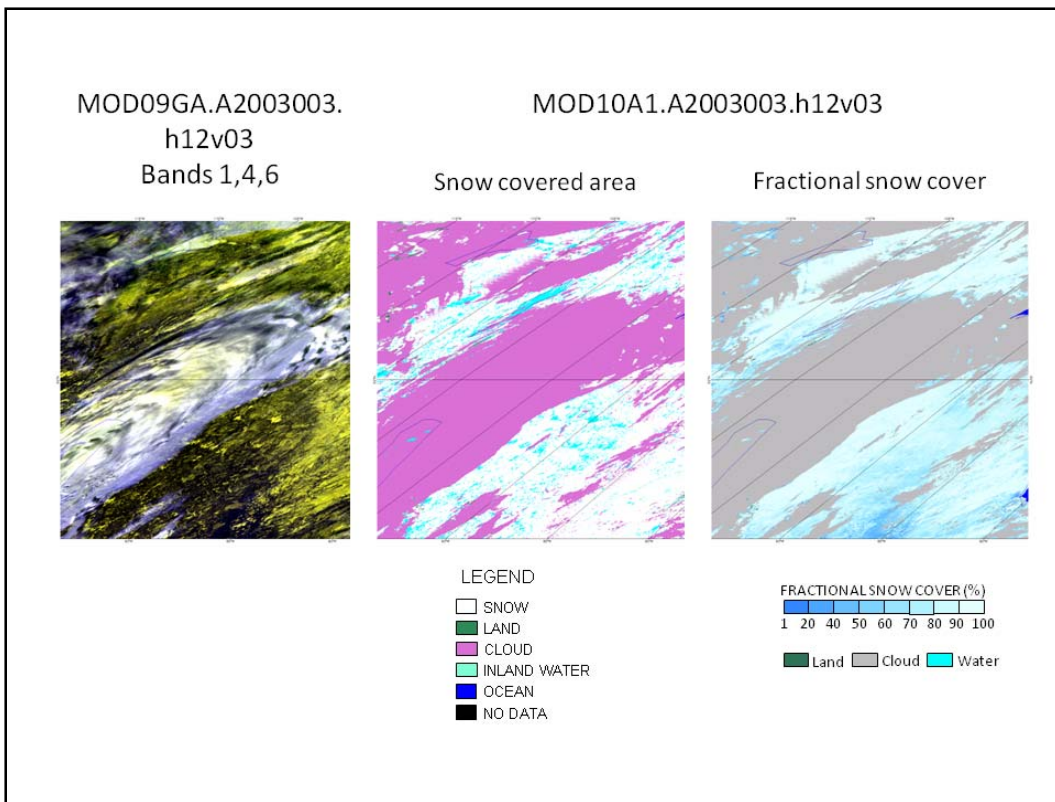 MOD09GA.A2003003.
h12v03
Bands 1,4,6
MOD10A1.A2003003.h12v03
Snow covered area
Fractional snow cover
LEGEND
SNOW
LAND
CLOUD
INLAND WATER
OCEAN
NO DATA
FRACTIONAL SNOW COVER (%)
1 20 40 50 60 70 80 90 100
Land Cloud Water